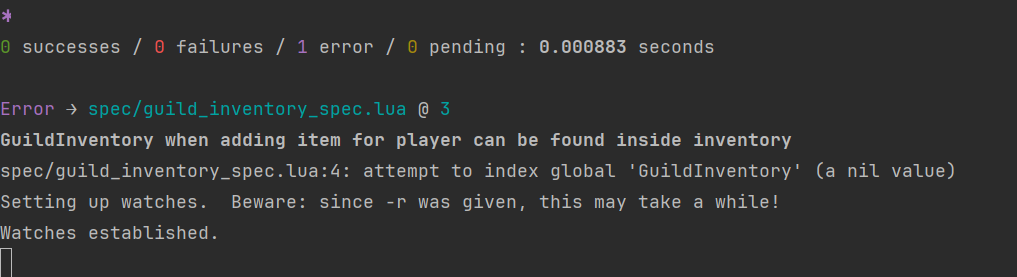 *
0 successes / 0 failures / 1 error / 0 pending : 0.000883 seconds
Error → spec/guild_inventory_spec.lua @ 3
GuildInventory when adding item for player can be found inside inventory
spec/guild_inventory_spec.lua:4: attempt to index global 'GuildInventory' (a nil value)
Setting up watches.  Beware: since -r was given, this may take a while!
Watches established.